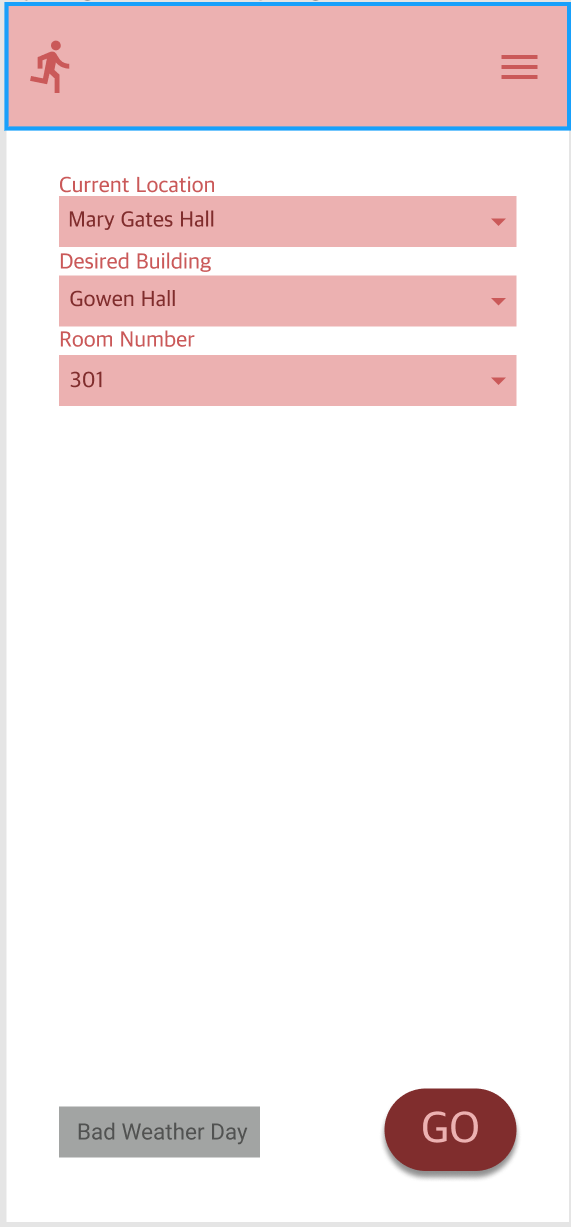 Current Location
Mary Gates Hall
Desired Building
Gowen Hall
Room Number
301
Bad Weather Day
GO